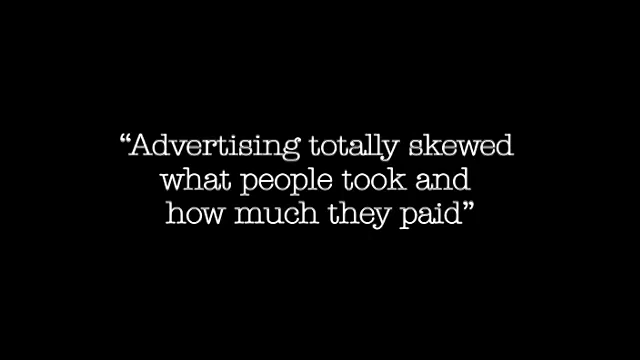 “Advertising totally skewed
what people took and
how much they paid”